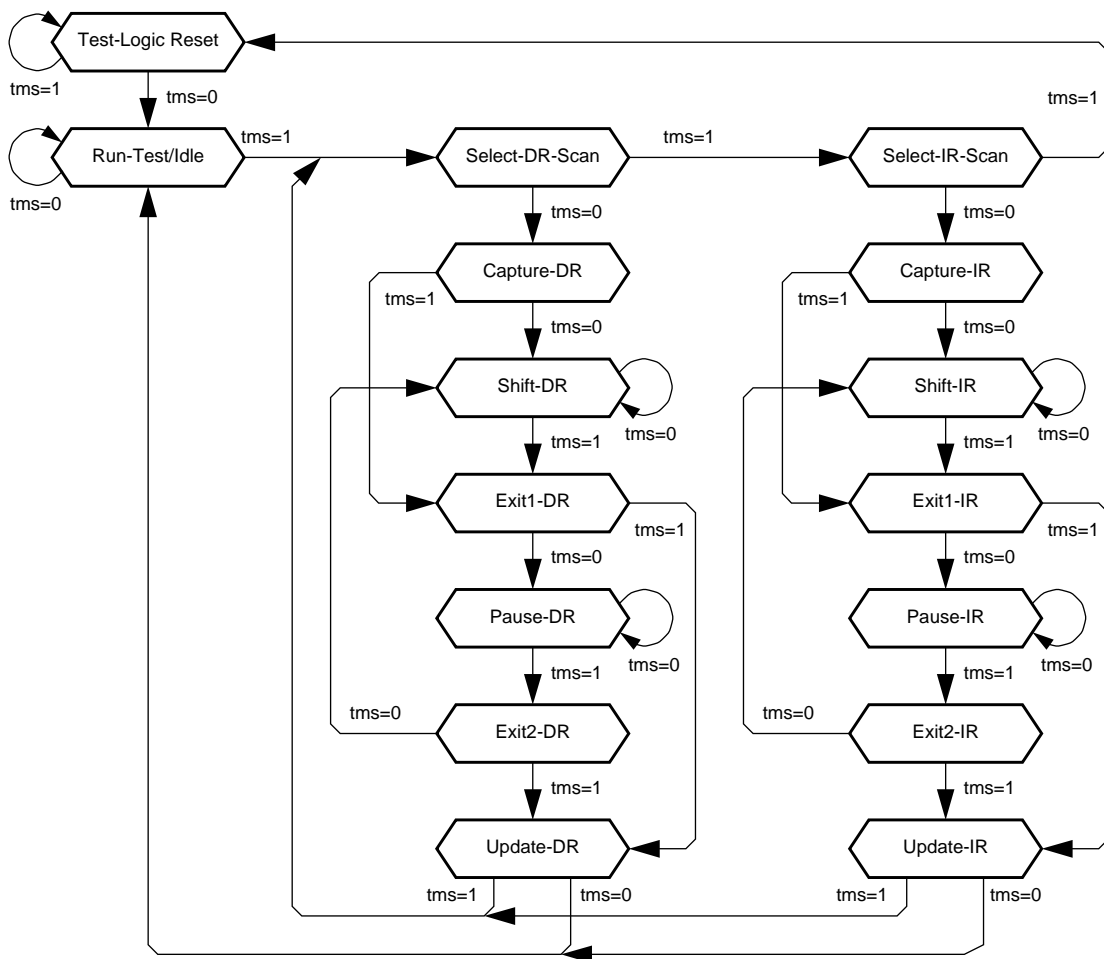 Test-Logic Reset
tms=1
tms=0
tms=1
Run-Test/Idle
tms=1
Select-DR-Scan
tms=1
Select-IR-Scan
tms=0
tms=0
tms=0
Capture-DR
Capture-IR
tms=1
tms=1
tms=0
tms=0
Shift-DR
Shift-IR
tms=0
tms=0
tms=1
tms=1
Exit1-DR
Exit1-IR
tms=1
tms=1
tms=0
tms=0
Pause-DR
Pause-IR
tms=0
tms=0
tms=1
tms=1
tms=0
Exit2-DR
tms=0
Exit2-IR
tms=1
tms=1
Update-DR
Update-IR
tms=1
tms=0
tms=1
tms=0